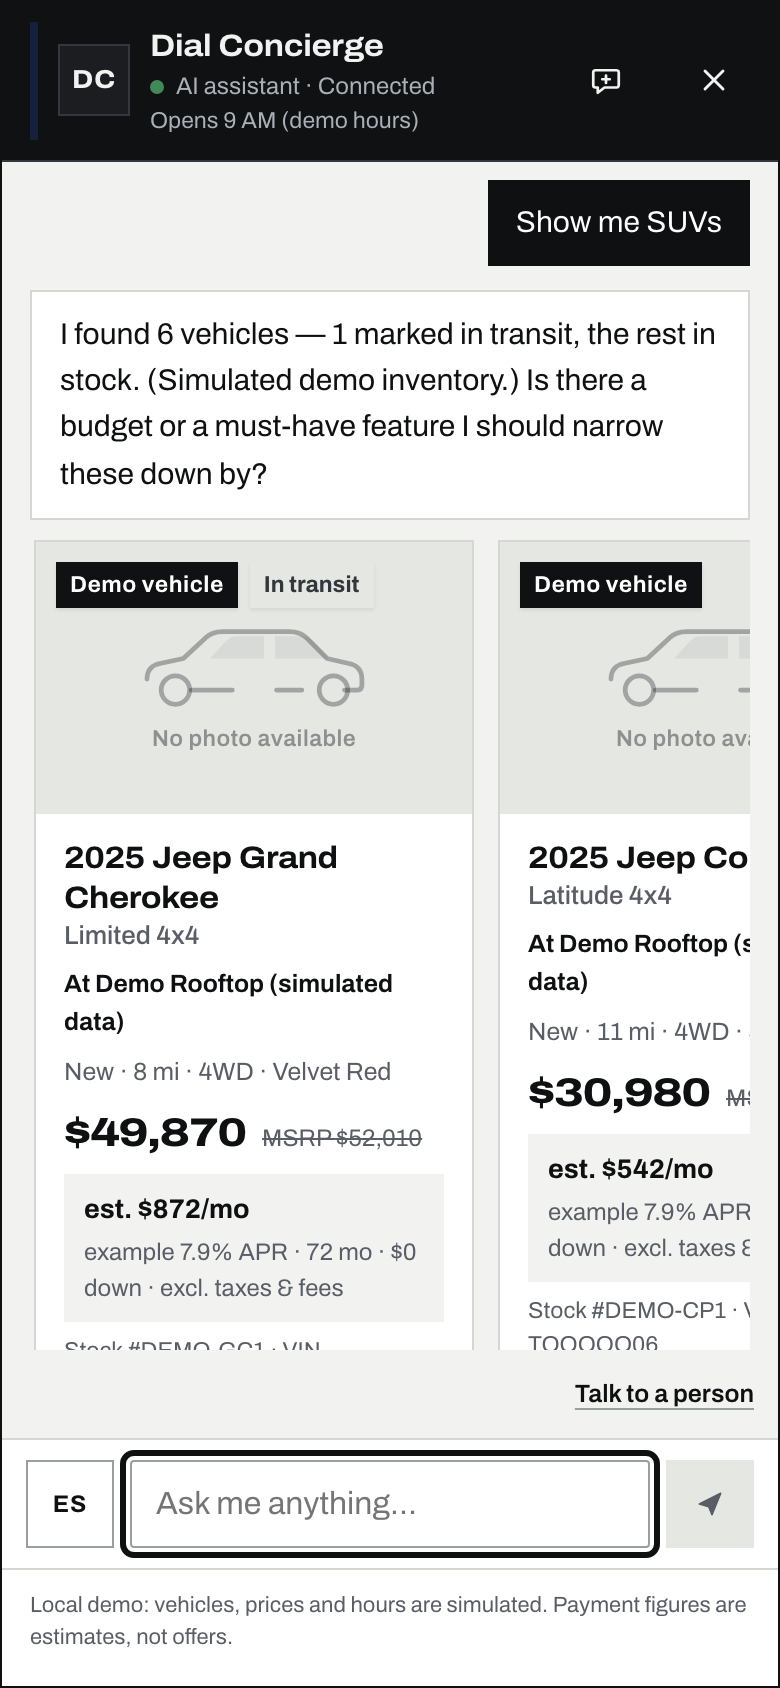 DC
Dial Concierge
AI assistant · Connected
Opens 9 AM (demo hours)
Show me SUVs
I found 6 vehicles — 1 marked in transit, the rest in
stock. (Simulated demo inventory.) Is there a
budget or a must-have feature I should narrow
these down by?
Demo vehicle
In transit
No photo available
2025 Jeep Grand
Cherokee
Limited 4x4
At Demo Rooftop (simulated
data)
New · 8 mi · 4WD · Velvet Red
$49,870 MSRP $52,010
est. $872/mo
example 7.9% APR · 72 mo · $0
down · excl. taxes & fees
Stock #DEMO-GC1 · VIN
Demo vehicle
No photo
2025 Jeep
Latitude 4x4
At Demo Rooftop
data)
New · 11 mi · 4WD ·
$30,980
est. $542/mo
example 7.9% APR
down · excl. taxes
Stock #DEMO-CP1 ·
Talk to a person
ES
Ask me anything...
Local demo: vehicles, prices and hours are simulated. Payment figures are
estimates, not offers.